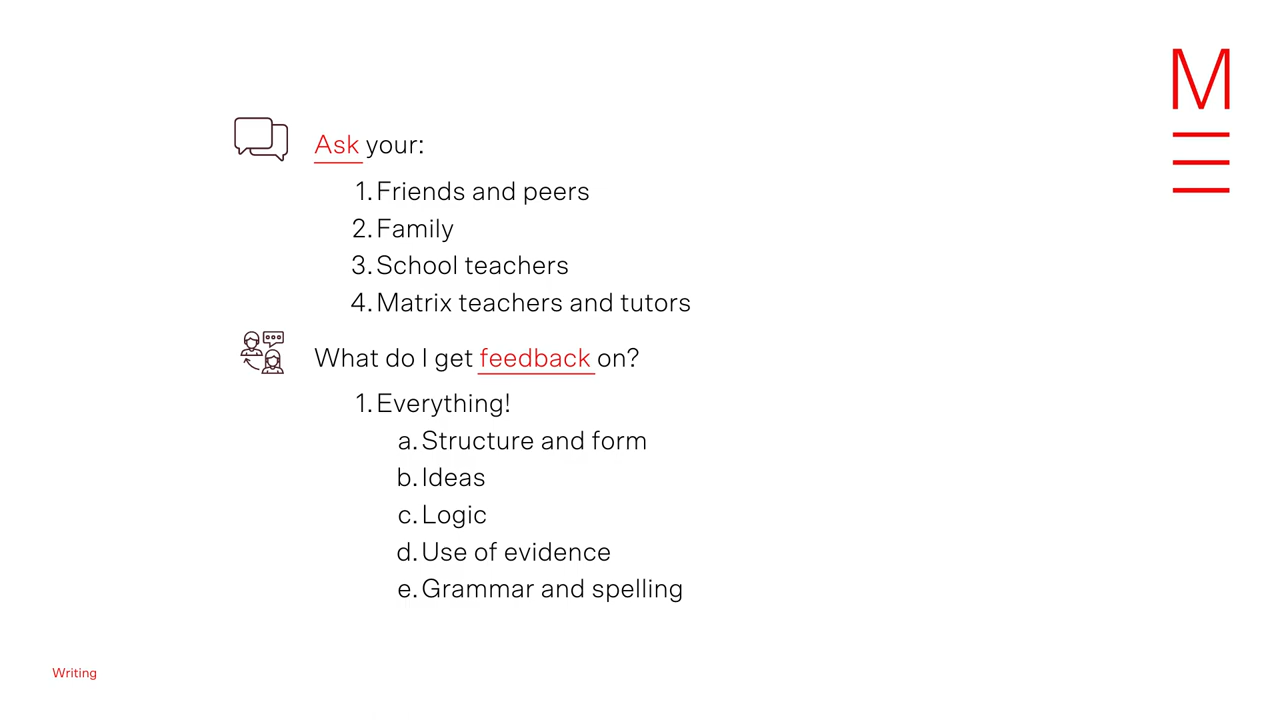 M
Ask your:
1. Friends and peers
2. Family
3. School teachers
4. Matrix teachers and tutors
What do I get feedback on?
1. Everything!
a. Structure and form
b. Ideas
c. Logic
d. Use of evidence
e. Grammar and spelling
Writing